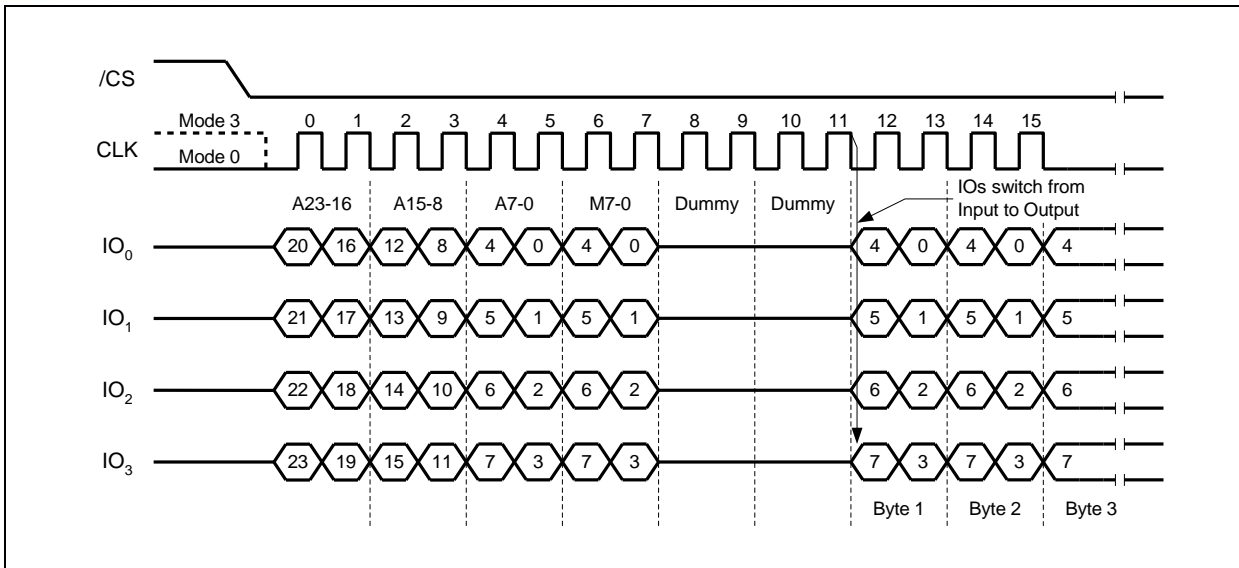 /CS
Mode 3 0 1 2 3 4 5 6 7 8 9 10 11 12 13 14 15
CLK
Mode 0
IOs switch from
Input to Output
A23-16 A15-8 A7-0 M7-0 Dummy Dummy
IO0 20 16 12 8 4 0 4 0 4 0 4 0 4
IO1 21 17 13 9 5 1 5 1 5 1 5 1 5
IO2 22 18 14 10 6 2 6 2 6 2 6 2 6
IO3 23 19 15 11 7 3 7 3 7 3 7 3 7
Byte 1 Byte 2 Byte 3